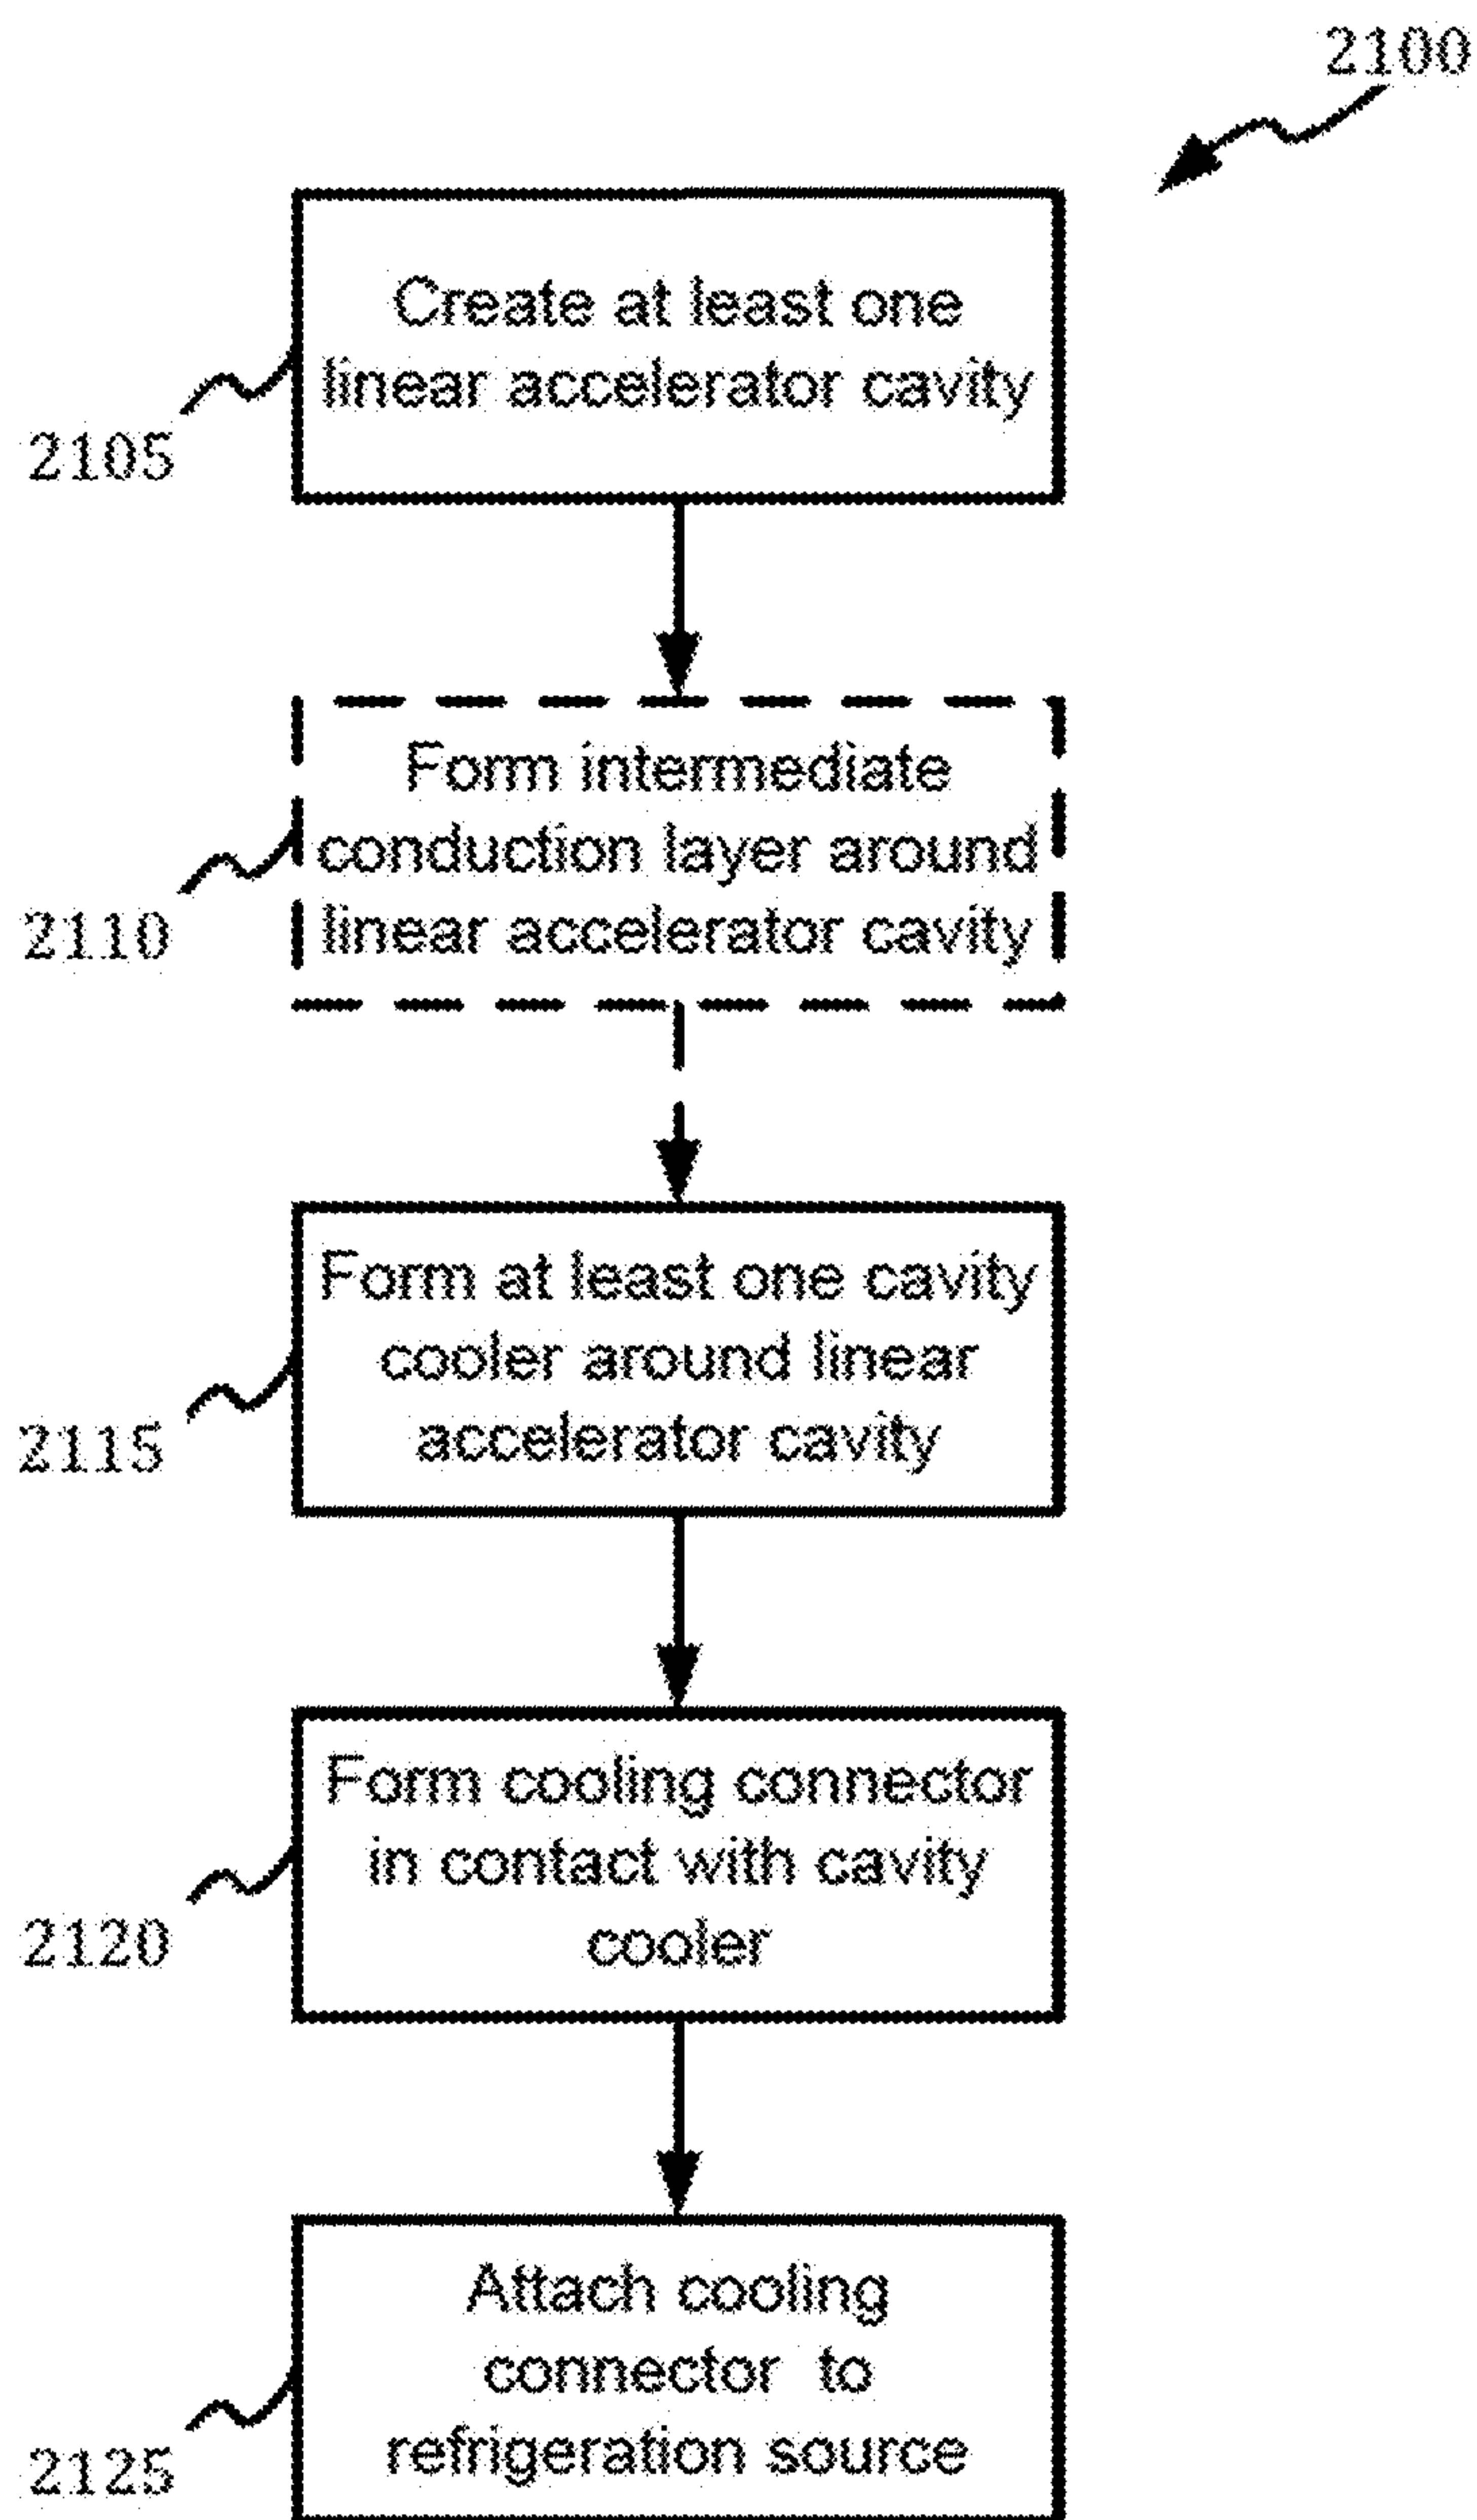 2100
Create at least one
linear accelerator cavity
2105
Form intermediate
conduction layer around
linear accelerator cavity
2110
Form at least one cavity
cooler around linear
accelerator cavity
2115
Form cooling connector
in contact with cavity
cooler
2120
Attach cooling
connector to
refrigeration source
2125